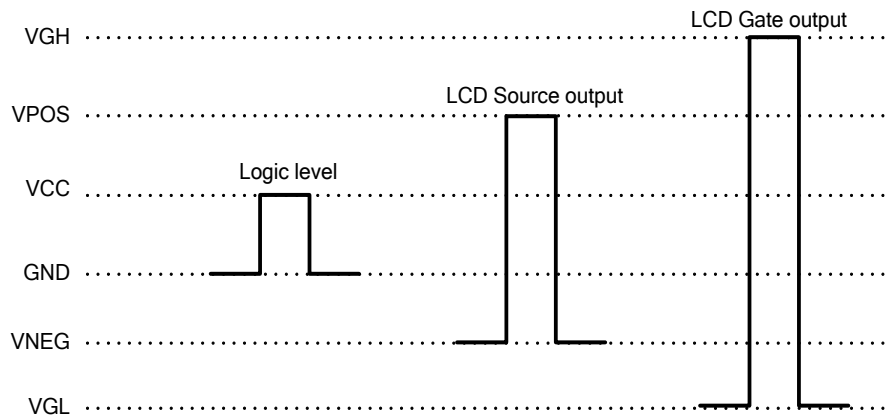 LCD Gate output
VGH
LCD Source output
VPOS
Logic level
VCC
GND
VNEG
VGL